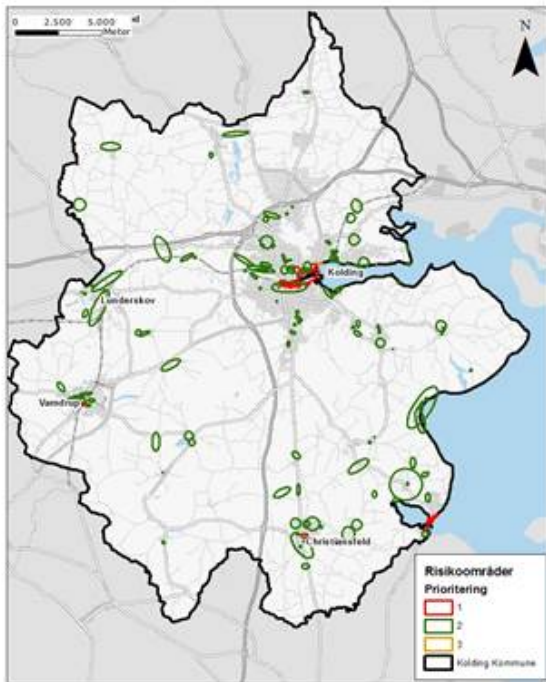 0 2.500 5.000
Meter
N
Kolding
Lunderskov
Vamdrup
Christiansfeld
Risikoområder
Prioritering
1
2
3
Kolding Kommune